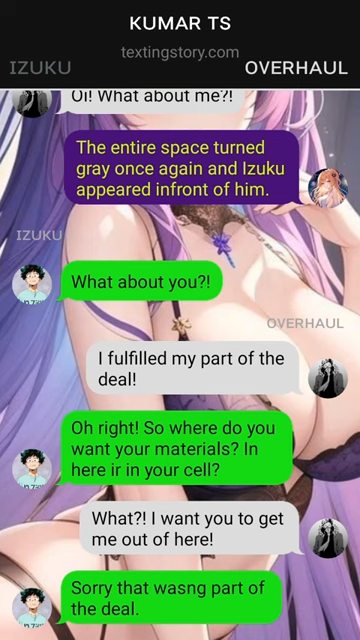 KUMAR TS
textingstory.com
IZUKU
OVERHAUL
Oi! What about me?!
The entire space turned
gray once again and Izuku
appeared infront of him.
IZUKU
What about you?!
OVERHAUL
I fulfilled my part of the
deal!
Oh right! So where do you
want your materials? In
here ir in your cell?
What?! I want you to get
me out of here!
Sorry that wasng part of
the deal.